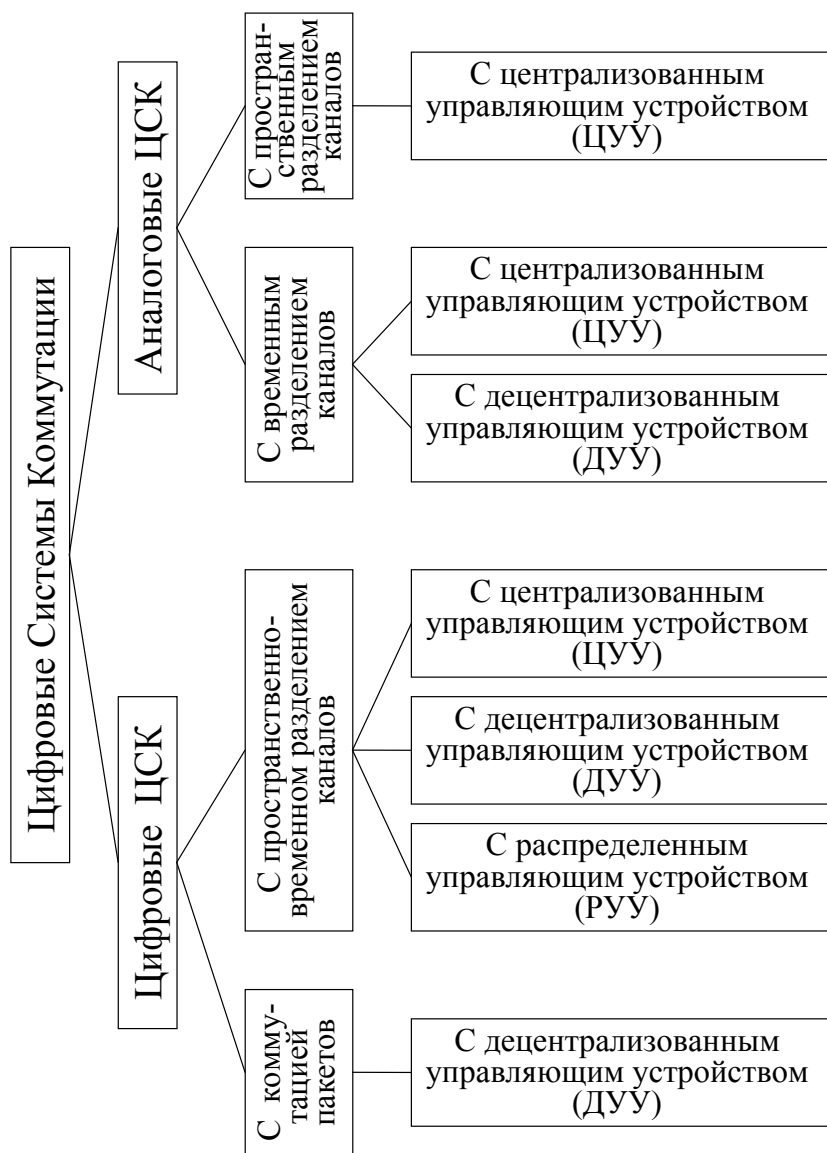 Цифровые Системы Коммутации
Аналоговые ЦСК
С простран-
ственным
разделением
каналов
С централизованным
управляющим устройством
(ЦУУ)
С временным
разделением
каналов
С централизованным
управляющим устройством
(ЦУУ)
С децентрализованным
управляющим устройством
(ДУУ)
Цифровые ЦСК
С пространственно-
временном разделением
каналов
С централизованным
управляющим устройством
(ЦУУ)
С децентрализованным
управляющим устройством
(ДУУ)
С распределенным
управляющим устройством
(РУУ)
С комму-
тацией
пакетов
С децентрализованным
управляющим устройством
(ДУУ)